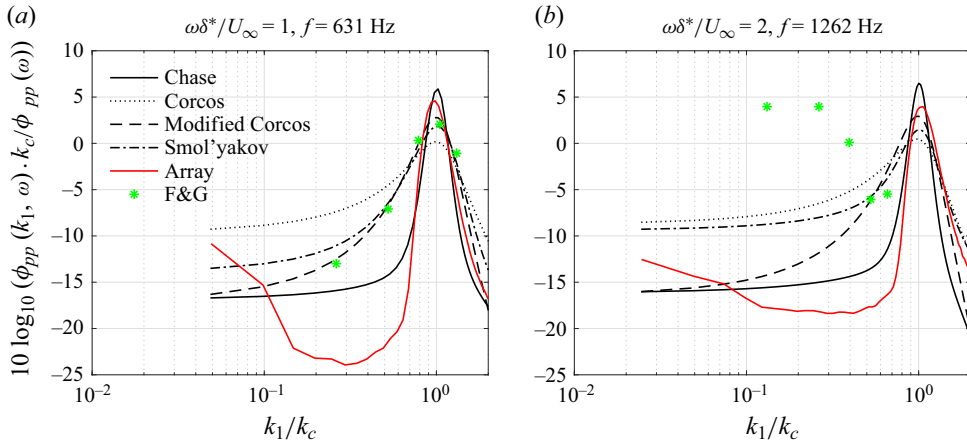 (a)
ωδ*/U∞ = 1, f = 631 Hz
10 log10 (ϕpp (k1, ω) . kc/ϕpp (ω))
10
5
0
−5
−10
−15
−20
−25
Chase
Corcos
Modified Corcos
Smol'yakov
Array
F&G
10−2
10−1
100
k1/kc
(b)
ωδ*/U∞ = 2, f = 1262 Hz
10
5
0
−5
−10
−15
−20
−25
10−2
10−1
100
k1/kc